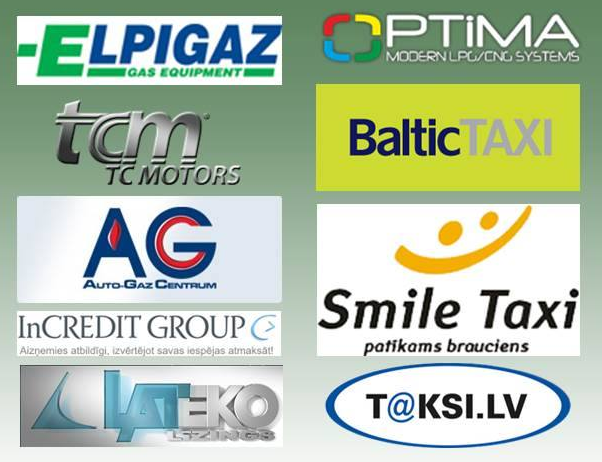 ELPIGAZ
GAS EQUIPMENT
OPTiMA
MODERN LPG/CNG SYSTEMS
tcm
TC MOTORS
BalticTAXI
AG
AUTO-GAZ CENTRUM
Smile Taxi
patīkams brauciens
InCREDIT GROUP
Aizņemies atbildīgi, izvērtējot savas iespējas atmaksāt!
LATEKO
LĪZINGS
T@KSI.LV